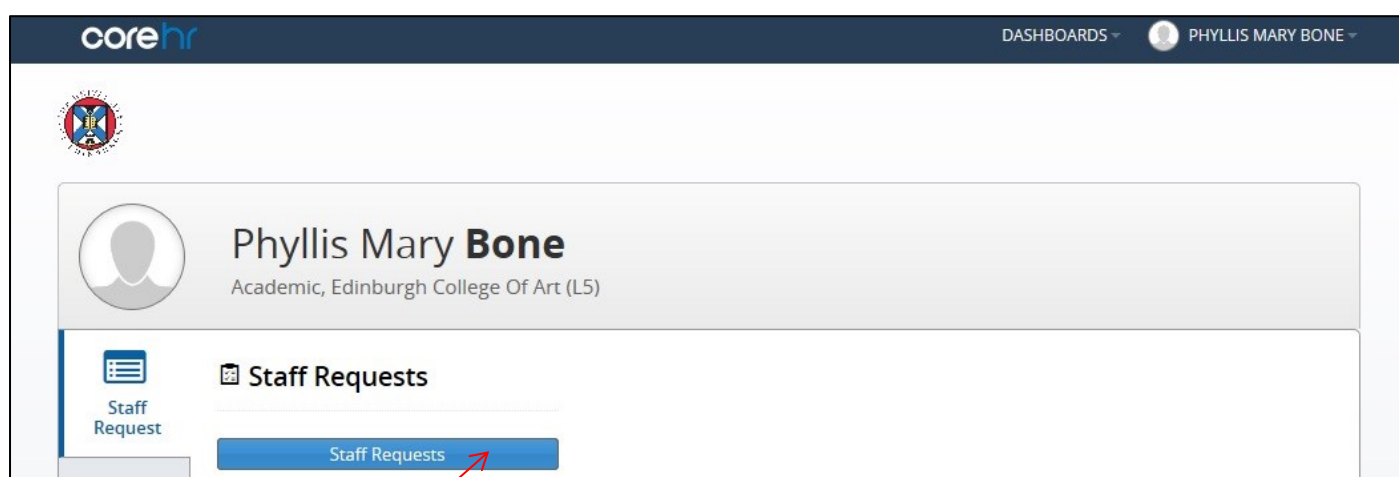 corehr
DASHBOARDS
PHYLLIS MARY BONE
Phyllis Mary Bone
Academic, Edinburgh College Of Art (L5)
Staff
Request
Staff Requests
Staff Requests